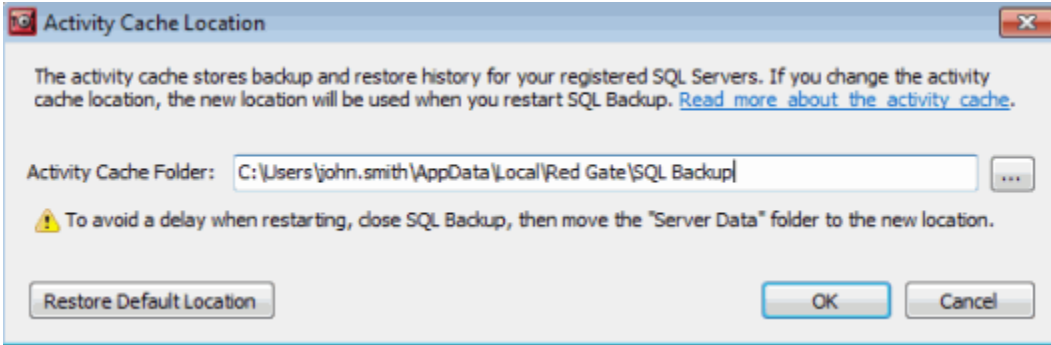 Activity Cache Location
The activity cache stores backup and restore history for your registered SQL Servers. If you change the activity
cache location, the new location will be used when you restart SQL Backup. Read more about the activity cache.
Activity Cache Folder: C:\Users\john.smith\AppData\Local\Red Gate\SQL Backup ...
To avoid a delay when restarting, close SQL Backup, then move the "Server Data" folder to the new location.
Restore Default Location OK Cancel